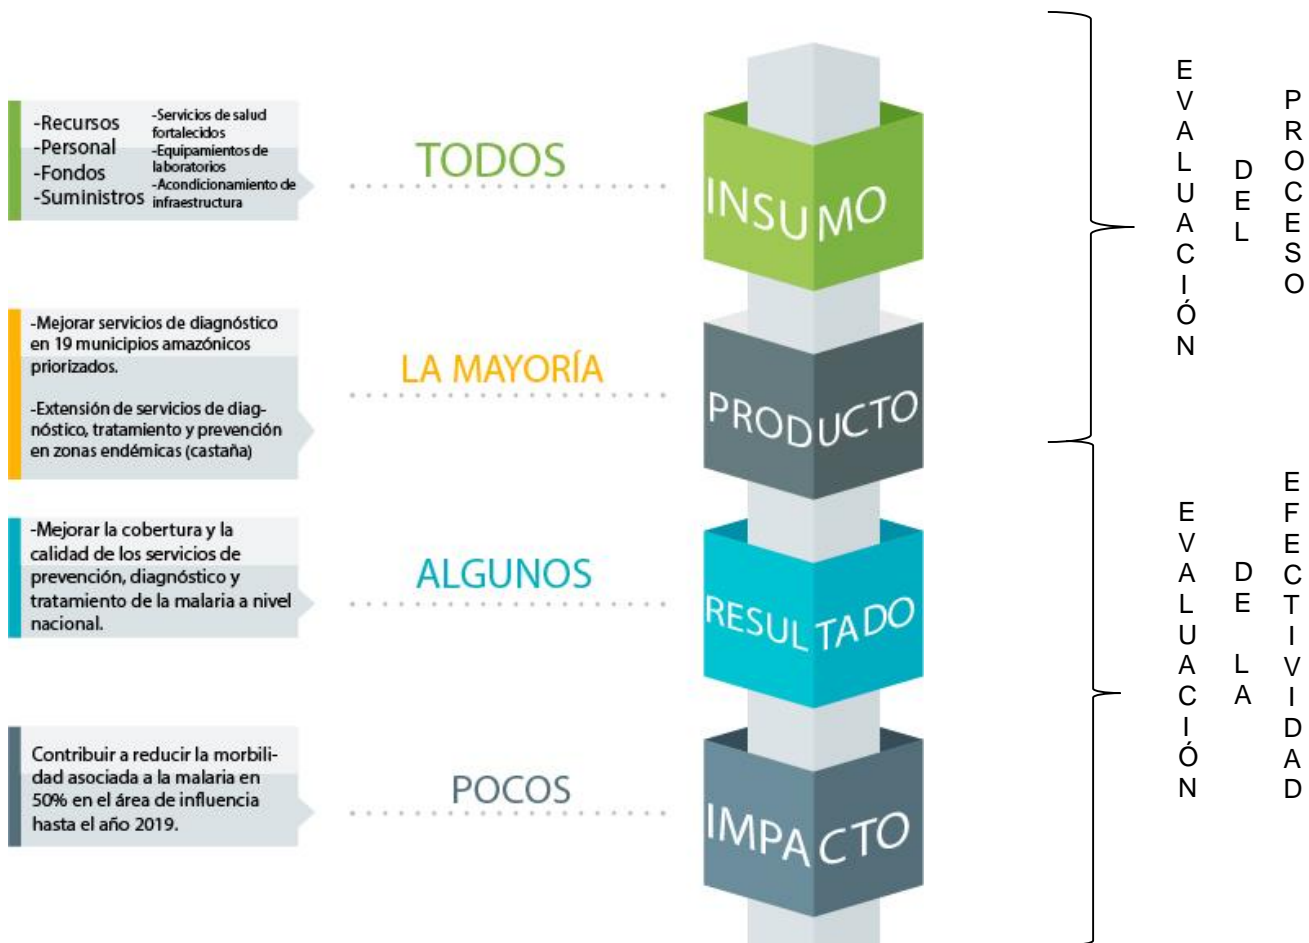 -Recursos
-Personal
-Fondos
-Suministros
-Servicios de salud
fortalecidos
-Equipamientos de
laboratorios
-Acondicionamiento de
infraestructura
TODOS
INSUMO
-Mejorar servicios de diagnóstico
en 19 municipios amazónicos
priorizados.
-Extensión de servicios de diag-
nóstico, tratamiento y prevención
en zonas endémicas (castaña)
LA MAYORÍA
PRODUCTO
-Mejorar la cobertura y la
calidad de los servicios de
prevención, diagnóstico y
tratamiento de la malaria a nivel
nacional.
ALGUNOS
RESULTADO
Contribuir a reducir la morbili-
dad asociada a la malaria en
50% en el área de influencia
hasta el año 2019.
POCOS
IMPACTO
EVALUACIÓN
DEL
PROCESO
EVALUACIÓN
DE LA
EFECTIVIDAD